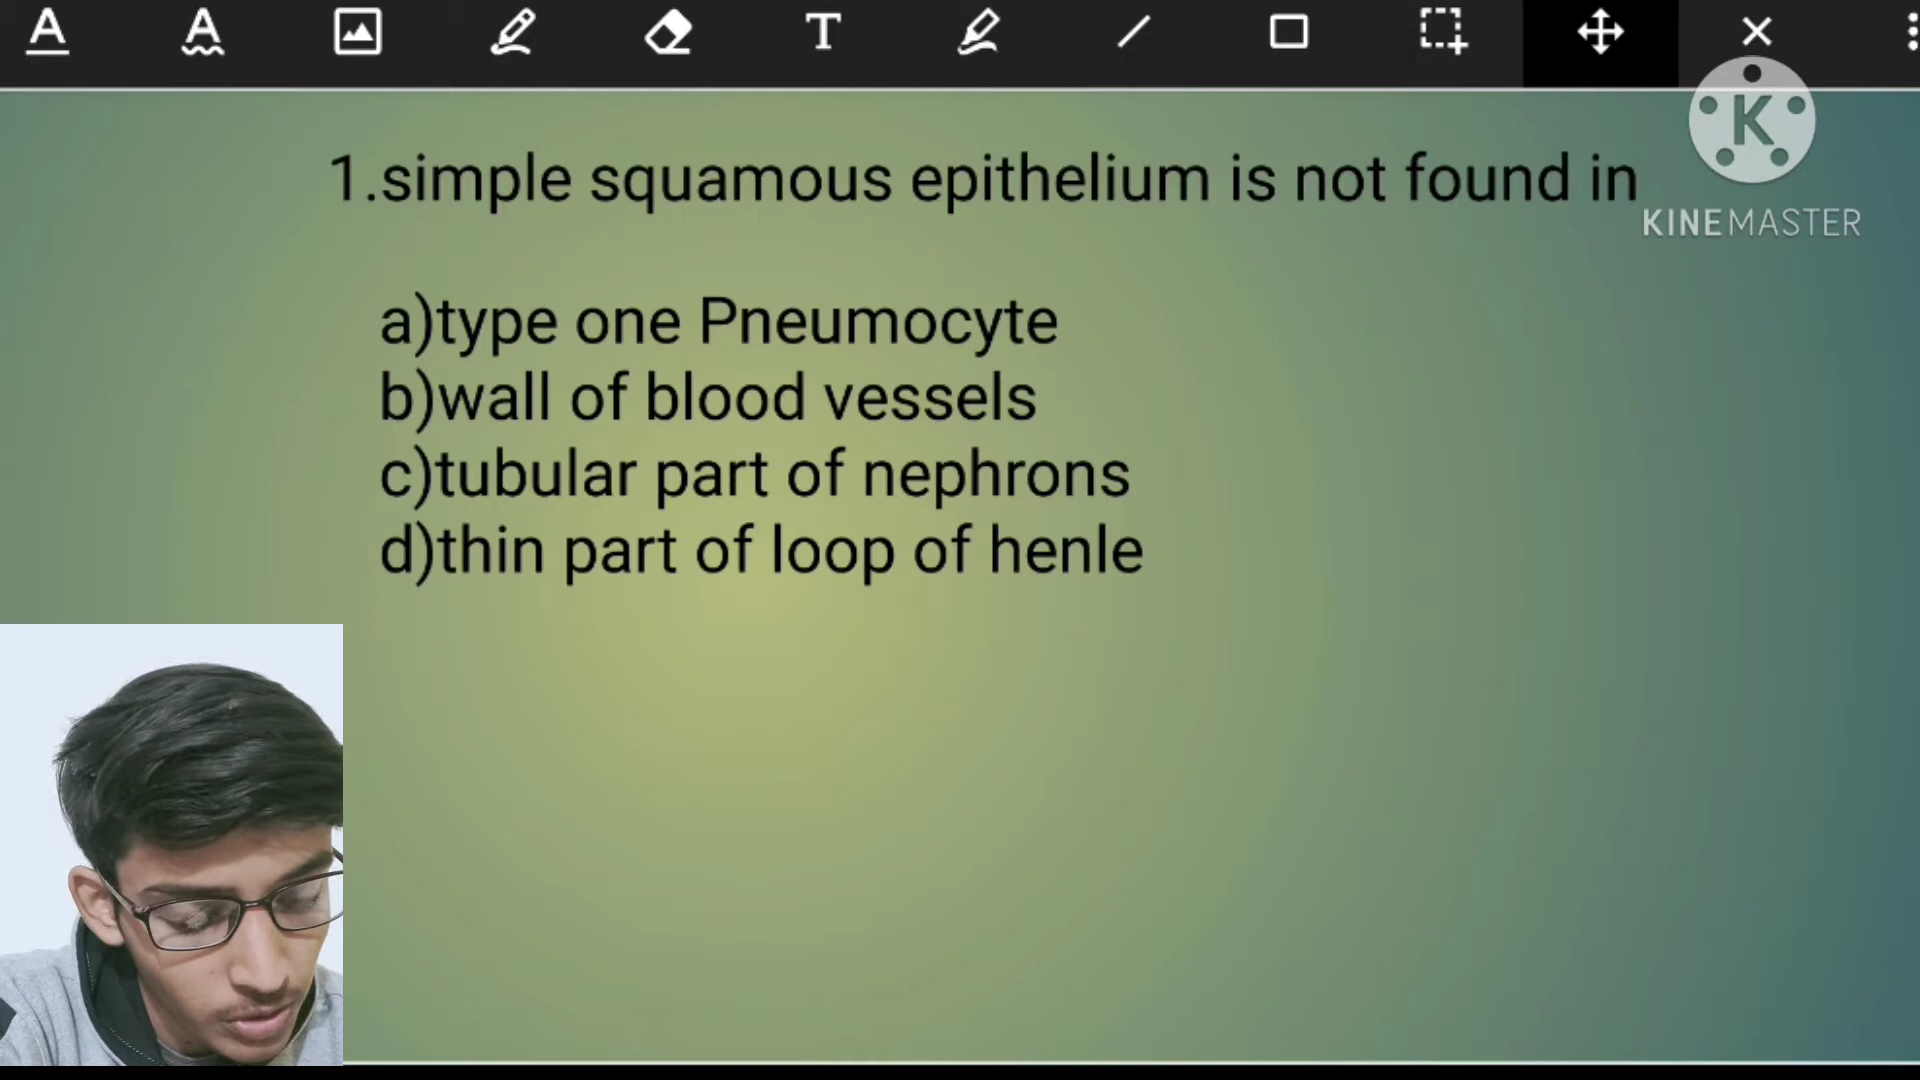 1.simple squamous epithelium is not found in
KINEMASTER
a)type one Pneumocyte
b)wall of blood vessels
c)tubular part of nephrons
d)thin part of loop of henle